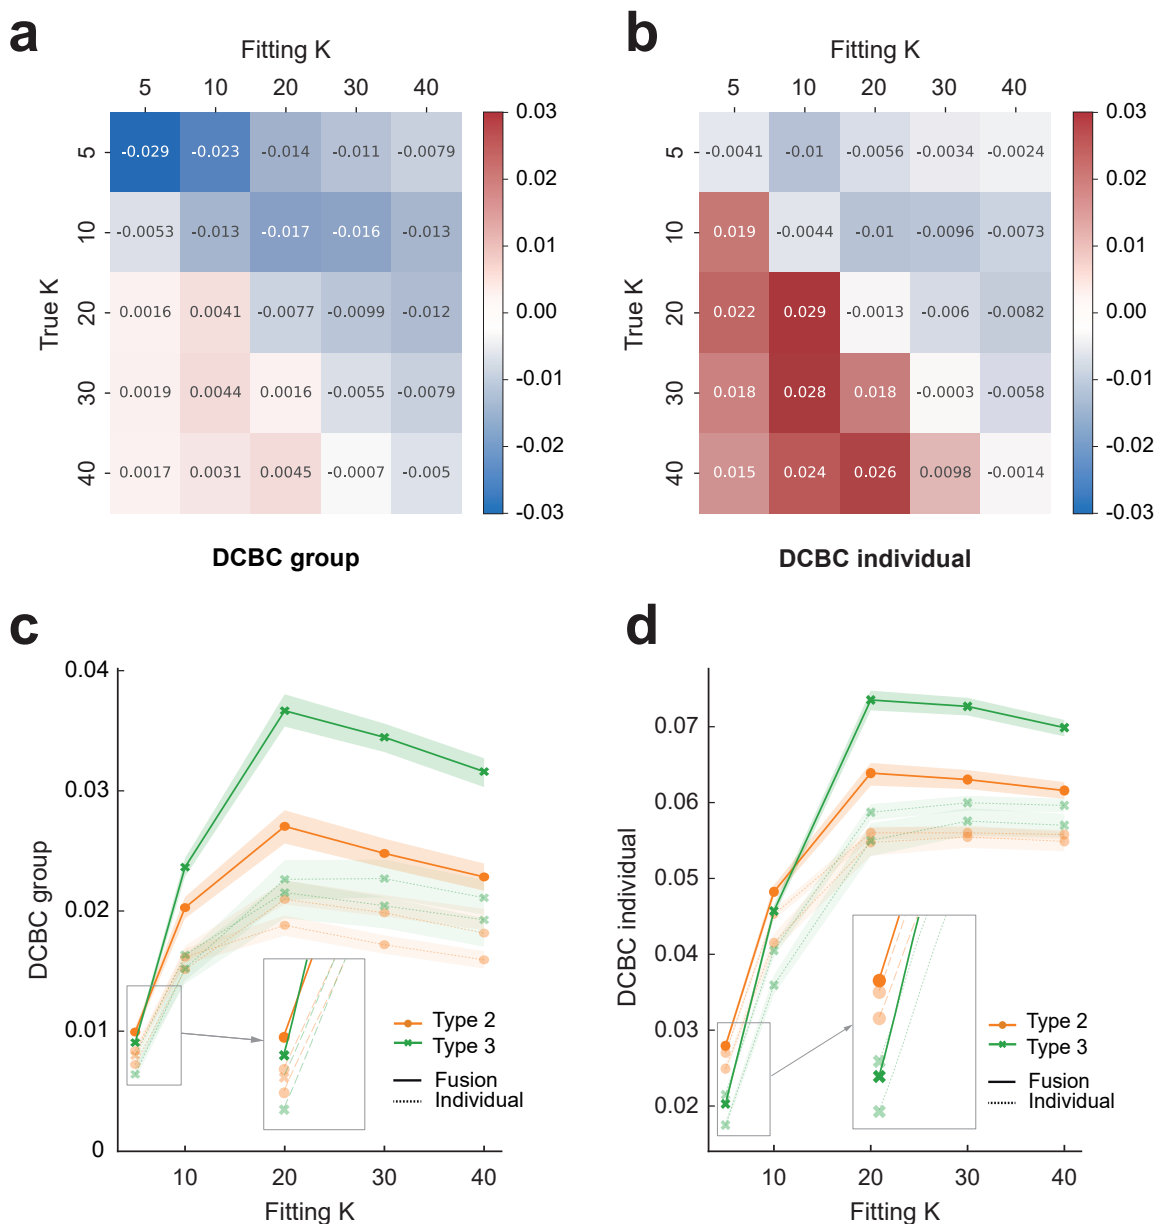 a
Fitting K
5 10 20 30 40
True K
5 -0.029 -0.023 -0.014 -0.011 -0.0079
10 -0.0053 -0.013 -0.017 -0.016 -0.013
20 0.0016 0.0041 -0.0077 -0.0099 -0.012
30 0.0019 0.0044 0.0016 -0.0055 -0.0079
40 0.0017 0.0031 0.0045 -0.0007 -0.005
0.03
0.02
0.01
0.00
-0.01
-0.02
-0.03
DCBC group
b
Fitting K
5 10 20 30 40
True K
5 -0.0041 -0.01 -0.0056 -0.0034 -0.0024
10 0.019 -0.0044 -0.01 -0.0096 -0.0073
20 0.022 0.029 -0.0013 -0.006 -0.0082
30 0.018 0.028 0.018 -0.0003 -0.0058
40 0.015 0.024 0.026 0.0098 -0.0014
0.03
0.02
0.01
0.00
-0.01
-0.02
-0.03
DCBC individual
c
DCBC group
0.04
0.03
0.02
0.01
0
Type 2
Type 3
Fusion
Individual
10 20 30 40
Fitting K
d
DCBC individual
0.07
0.06
0.05
0.04
0.03
0.02
Type 2
Type 3
Fusion
Individual
10 20 30 40
Fitting K